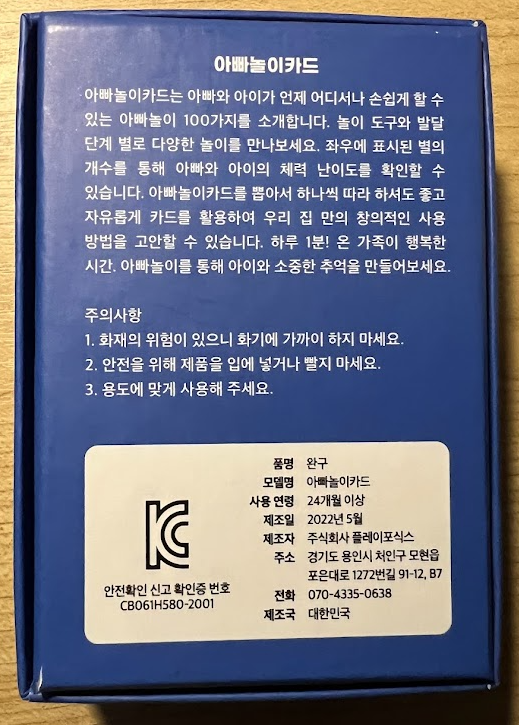 아빠놀이카드
아빠놀이카드는 아빠와 아이가 언제 어디서나 손쉽게 할 수
있는 아빠놀이 100가지를 소개합니다. 놀이 도구와 발달
단계 별로 다양한 놀이를 만나보세요. 좌우에 표시된 별의
개수를 통해 아빠와 아이의 체력 난이도를 확인할 수
있습니다. 아빠놀이카드를 뽑아서 하나씩 따라 하셔도 좋고
자유롭게 카드를 활용하여 우리 집 만의 창의적인 사용
방법을 고안할 수 있습니다. 하루 1분! 온 가족이 행복한
시간. 아빠놀이를 통해 아이와 소중한 추억을 만들어보세요.
주의사항
1. 화재의 위험이 있으니 화기에 가까이 하지 마세요.
2. 안전을 위해 제품을 입에 넣거나 빨지 마세요.
3. 용도에 맞게 사용해 주세요.
KC
안전확인 신고 확인증 번호
CB061H580-2001
품명 완구
모델명 아빠놀이카드
사용 연령 24개월 이상
제조일 2022년 5월
제조자 주식회사 플레이포식스
주소 경기도 용인시 처인구 모현읍
포은대로 1272번길 91-12, B7
전화 070-4335-0638
제조국 대한민국